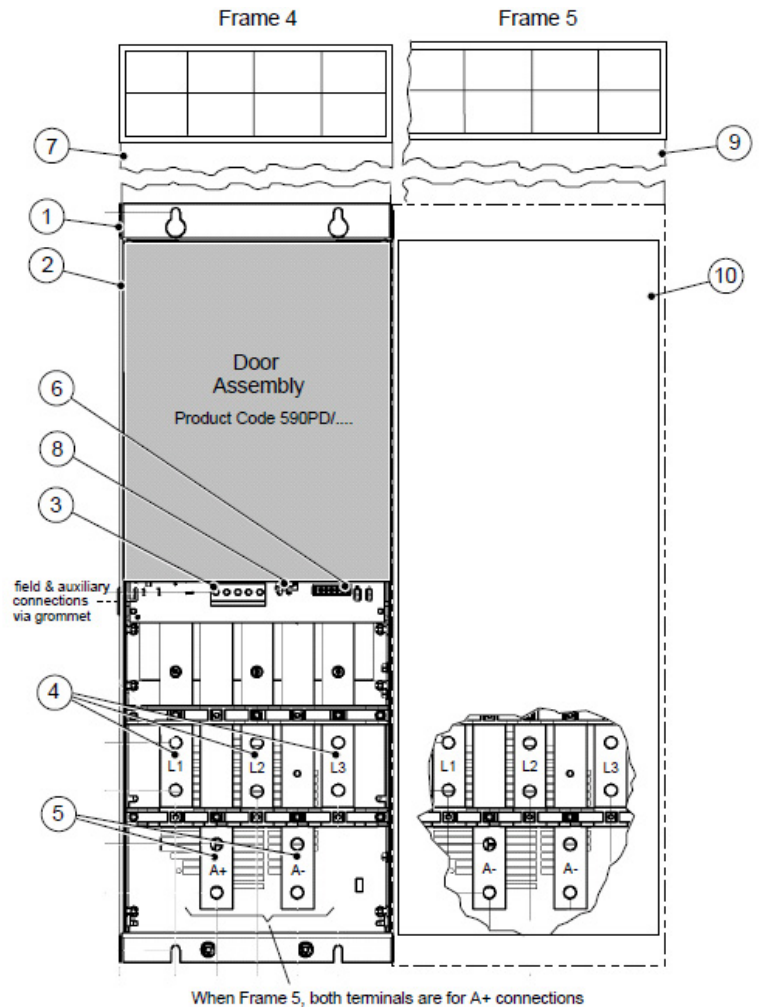 Frame 4 Frame 5
7
9
1
2
10
Door
Assembly
Product Code 590PD/....
6
8
3
field & auxiliary
connections
via grommet
4
L1 L2 L3 L1 L2 L3
5
A+ A- A- A-
When Frame 5, both terminals are for A+ connections